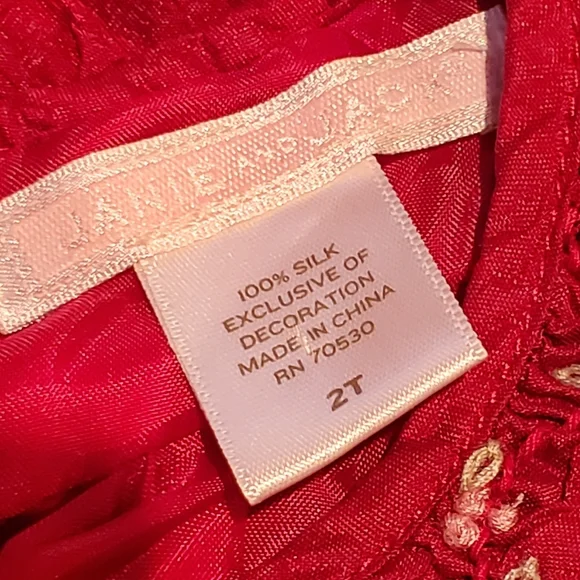 JANIE AND JACK
100% SILK
EXCLUSIVE OF
DECORATION
MADE IN CHINA
RN 70530
2T